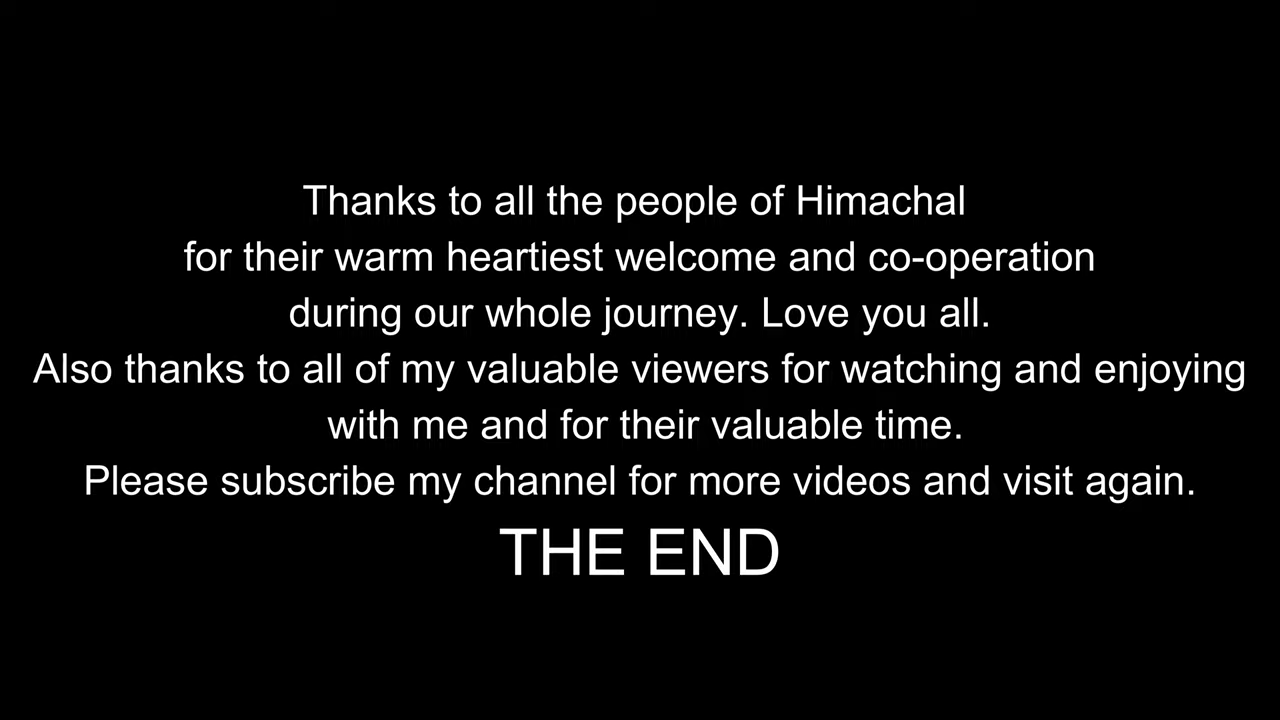 Thanks to all the people of Himachal
for their warm heartiest welcome and co-operation
during our whole journey. Love you all.
Also thanks to all of my valuable viewers for watching and enjoying
with me and for their valuable time.
Please subscribe my channel for more videos and visit again.
THE END